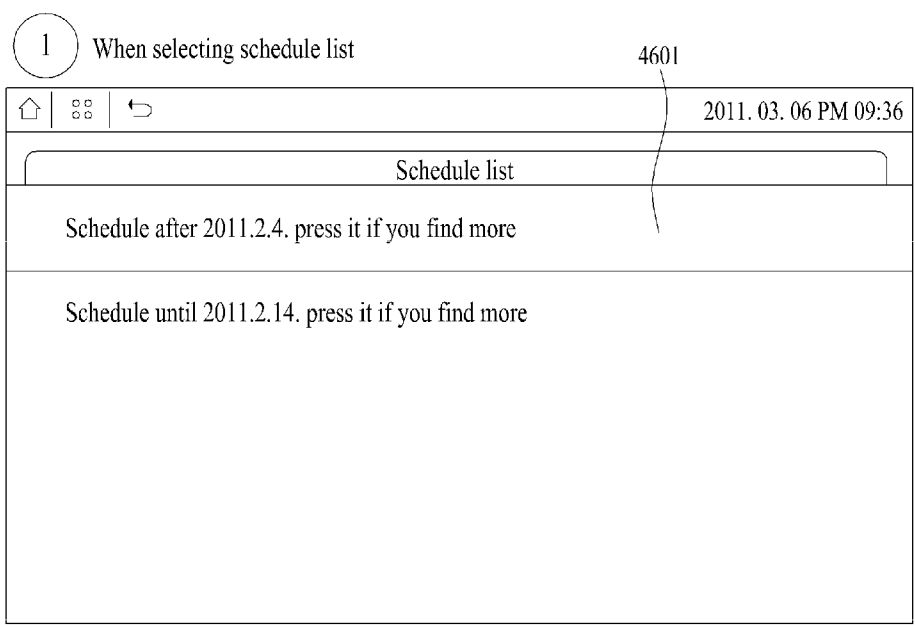 1
When selecting schedule list
4601
2011. 03. 06 PM 09:36
Schedule list
Schedule after 2011.2.4. press it if you find more
Schedule until 2011.2.14. press it if you find more